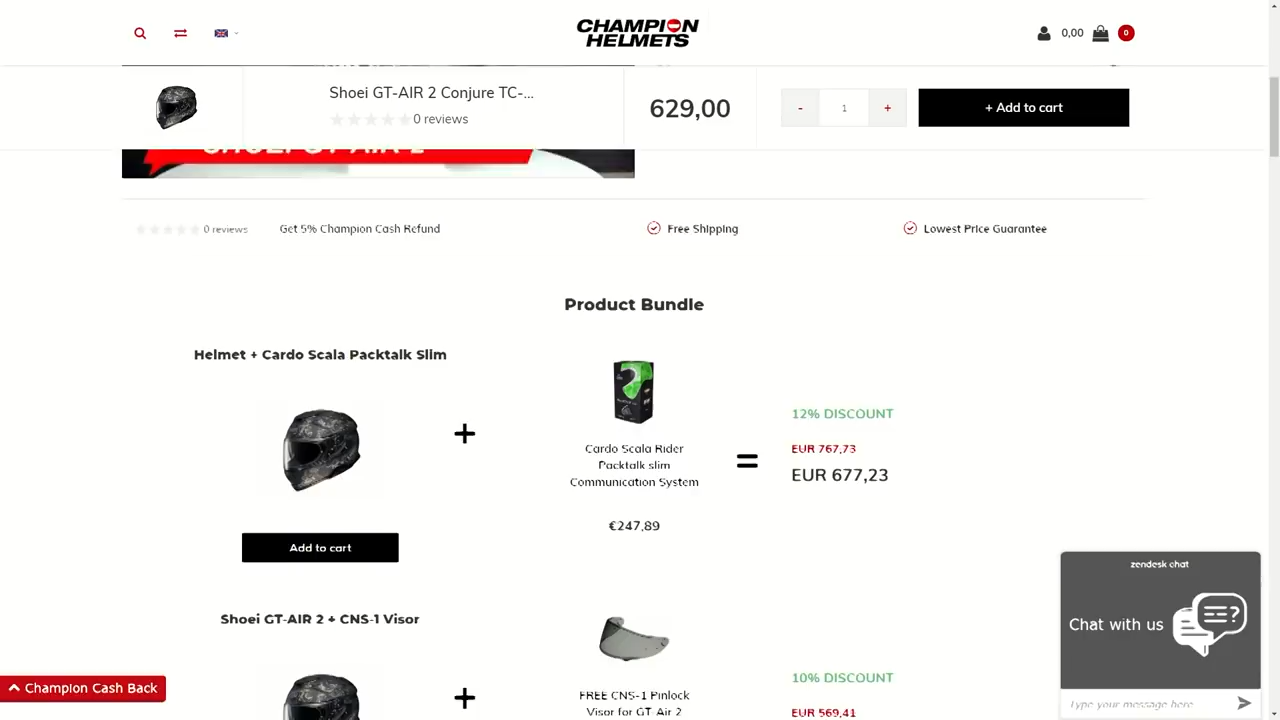 CHAMPION
HELMETS
0,00
0
Shoei GT-AIR 2 Conjure TC-...
0 reviews
629,00
-
1
+
+ Add to cart
SHOEI GT-AIR 2
0 reviews
Get 5% Champion Cash Refund
Free Shipping
Lowest Price Guarantee
Product Bundle
Helmet + Cardo Scala Packtalk Slim
+
Cardo Scala Rider
Packtalk slim
Communication System
€247,89
=
12% DISCOUNT
EUR 767,73
EUR 677,23
Add to cart
Shoei GT-AIR 2 + CNS-1 Visor
+
FREE CNS-1 Pinlock
Visor for GT-Air 2
10% DISCOUNT
EUR 569,41
zendesk chat
Chat with us
Type your message here
Champion Cash Back